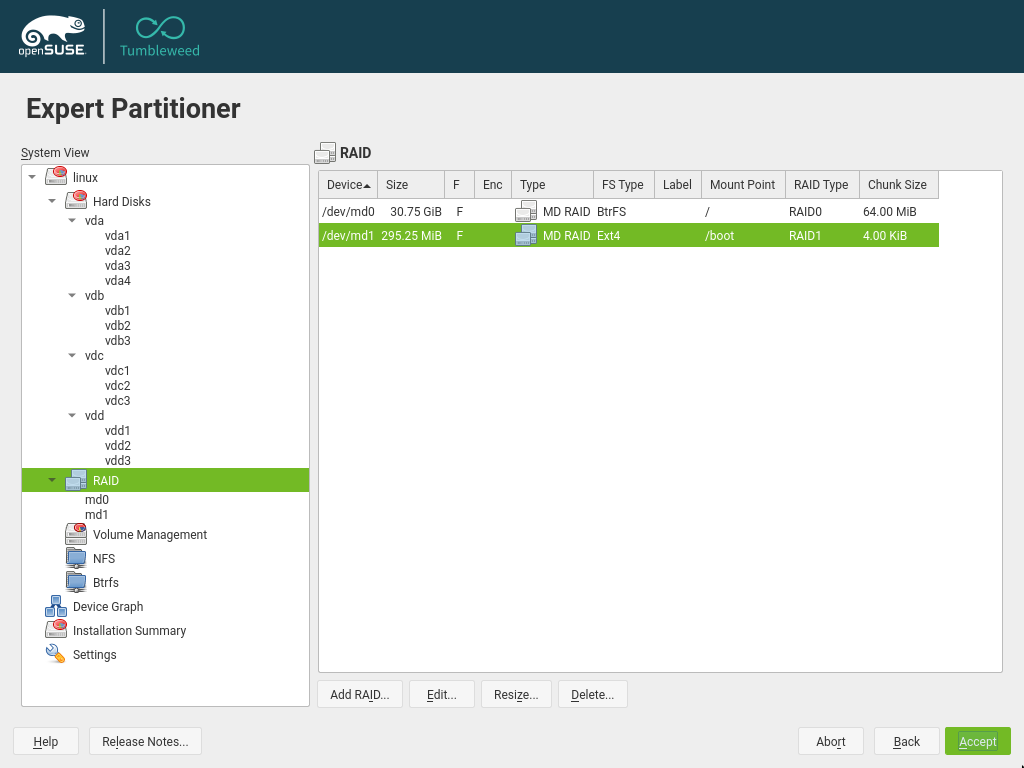 openSUSE.
Tumbleweed
Expert Partitioner
System View
linux
Hard Disks
vda
vda1
vda2
vda3
vda4
vdb
vdb1
vdb2
vdb3
vdc
vdc1
vdc2
vdc3
vdd
vdd1
vdd2
vdd3
RAID
md0
md1
Volume Management
NFS
Btrfs
Device Graph
Installation Summary
Settings
RAID
Device Size F Enc Type FS Type Label Mount Point RAID Type Chunk Size
/dev/md0 30.75 GiB F MD RAID BtrFS / RAID0 64.00 MiB
/dev/md1 295.25 MiB F MD RAID Ext4 /boot RAID1 4.00 KiB
Add RAID... Edit... Resize... Delete...
Help Release Notes... Abort Back Accept